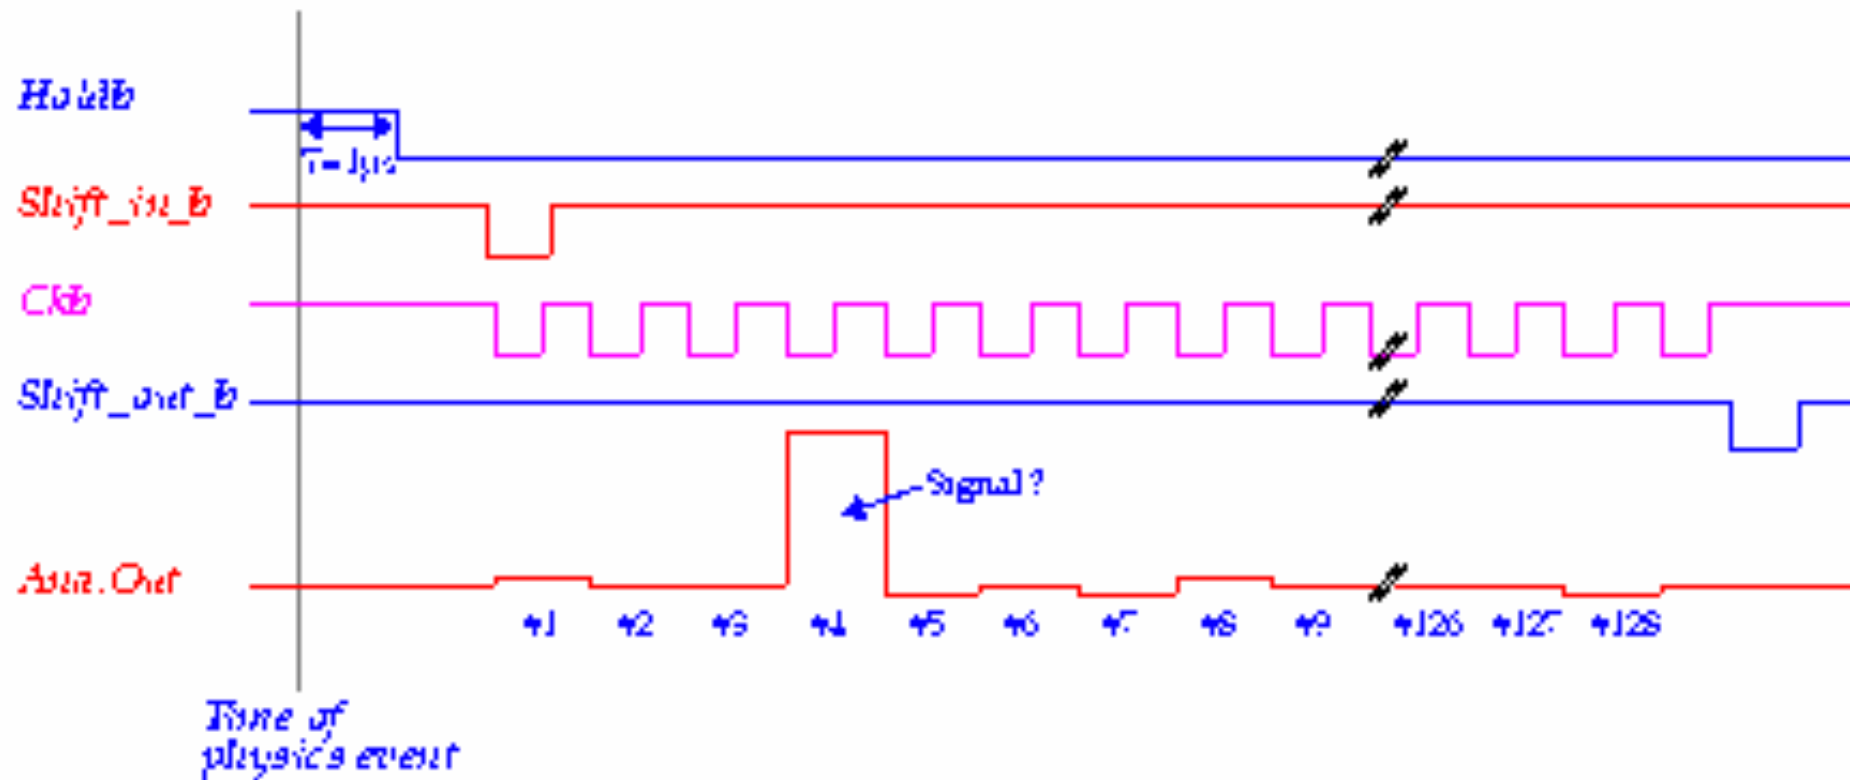 Holdb
T=1µs
Shift_in_b
Ckb
Shift_out_b
Signal?
Ana.Out
#1 #2 #3 #4 #5 #6 #7 #8 #9 #126 #127 #128
Time of
physics event